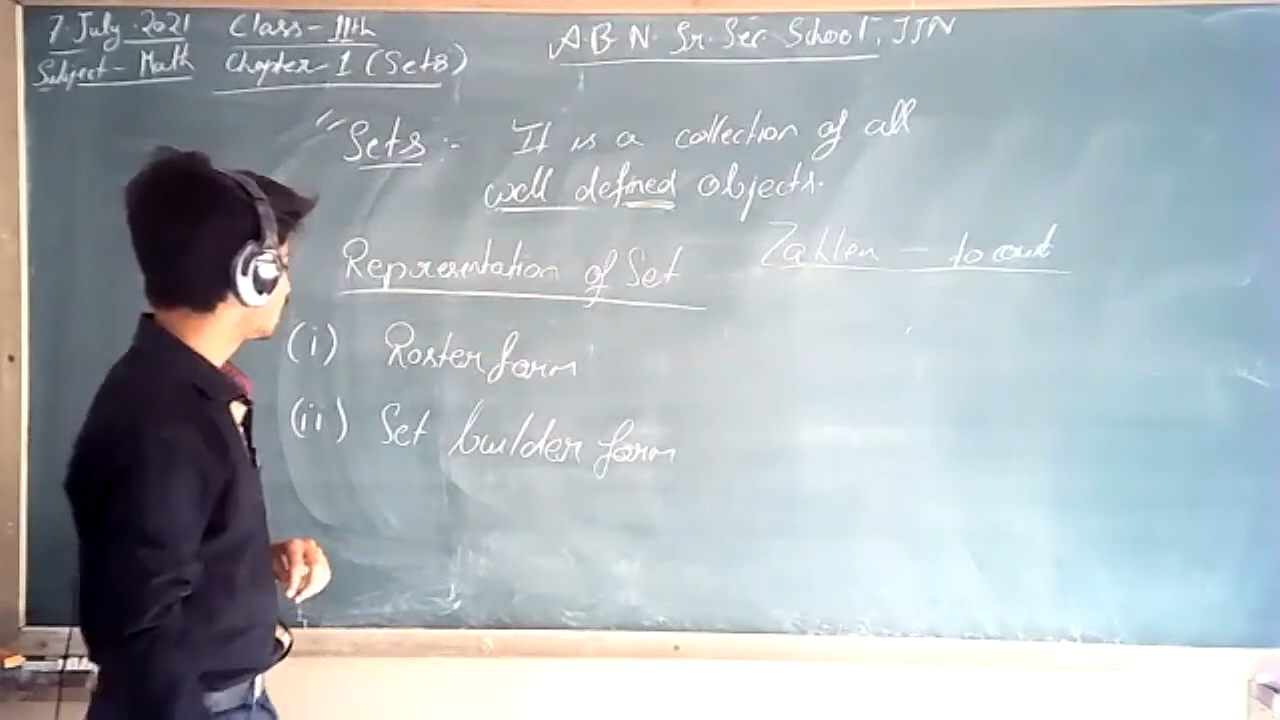 7 July 2021 Class-11th
Subject- Math Chapter-1 (Sets)
A.B.N. Sr. Sec School, JJN
"Sets :- It is a collection of all
well defined objects.
Representation of Set
Zahlen - to
(i) Roster form
(ii) Set builder form